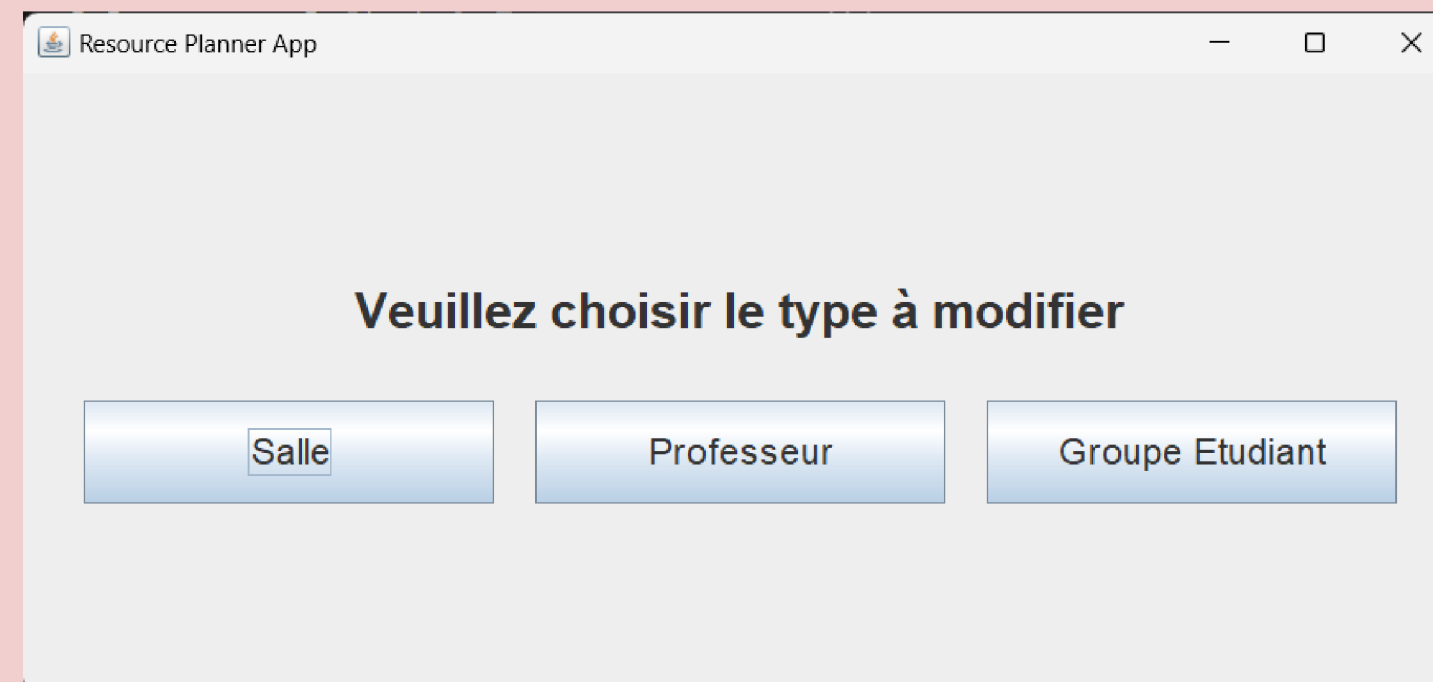 Resource Planner App
Veuillez choisir le type à modifier
Salle
Professeur
Groupe Etudiant